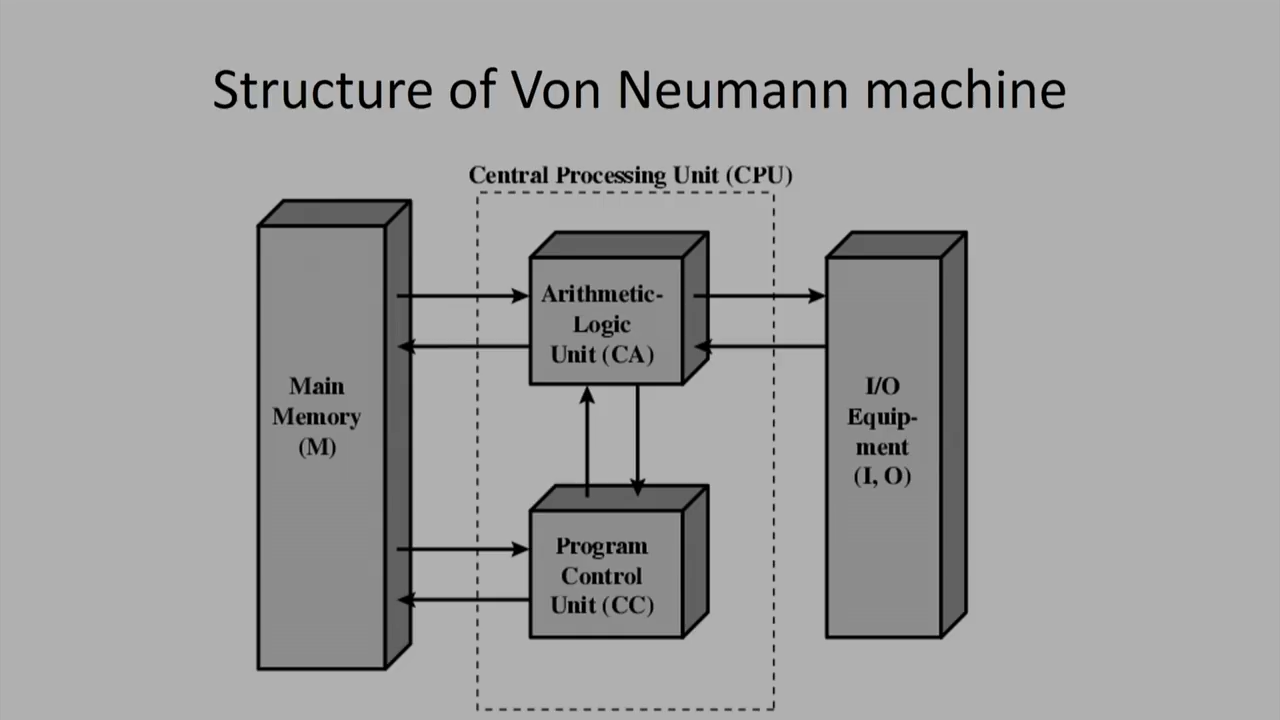 Structure of Von Neumann machine
Central Processing Unit (CPU)
Main
Memory
(M)
Arithmetic-
Logic
Unit (CA)
Program
Control
Unit (CC)
I/O
Equip-
ment
(I, O)